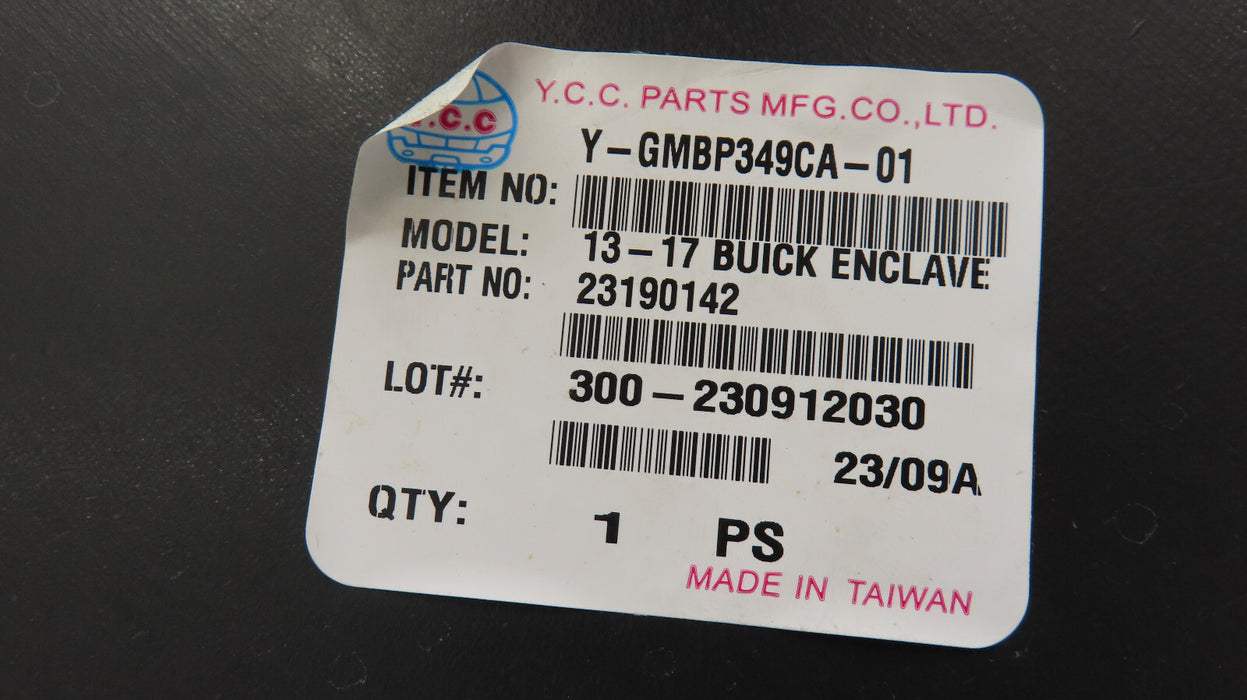 Y.C.C. PARTS MFG.CO.,LTD.
.C.C
Y-GMBP349CA-01
ITEM NO:
MODEL: 13-17 BUICK ENCLAVE
PART NO: 23190142
LOT#: 300-230912030
23/09A
QTY: 1 PS
MADE IN TAIWAN